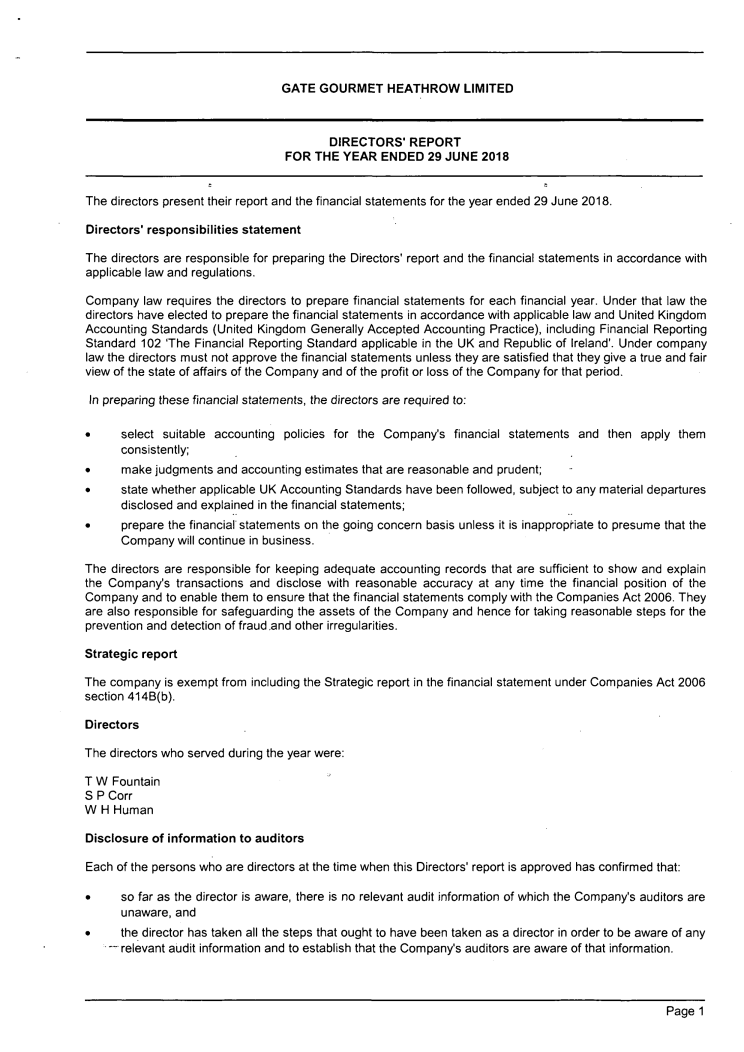 GATE GOURMET HEATHROW LIMITED
DIRECTORS' REPORT
FOR THE YEAR ENDED 29 JUNE 2018
The directors present their report and the financial statements for the year ended 29 June 2018.
Directors' responsibilities statement
The directors are responsible for preparing the Directors' report and the financial statements in accordance with
applicable law and regulations.
Company law requires the directors to prepare financial statements for each financial year. Under that law the
directors have elected to prepare the financial statements in accordance with applicable law and United Kingdom
Accounting Standards (United Kingdom Generally Accepted Accounting Practice), including Financial Reporting
Standard 102 'The Financial Reporting Standard applicable in the UK and Republic of Ireland'. Under company
law the directors must not approve the financial statements unless they are satisfied that they give a true and fair
view of the state of affairs of the Company and of the profit or loss of the Company for that period.
In preparing these financial statements, the directors are required to:
• select suitable accounting policies for the Company's financial statements and then apply them
consistently;
• make judgments and accounting estimates that are reasonable and prudent;
• state whether applicable UK Accounting Standards have been followed, subject to any material departures
disclosed and explained in the financial statements;
• prepare the financial statements on the going concern basis unless it is inappropriate to presume that the
Company will continue in business.
The directors are responsible for keeping adequate accounting records that are sufficient to show and explain
the Company's transactions and disclose with reasonable accuracy at any time the financial position of the
Company and to enable them to ensure that the financial statements comply with the Companies Act 2006. They
are also responsible for safeguarding the assets of the Company and hence for taking reasonable steps for the
prevention and detection of fraud and other irregularities.
Strategic report
The company is exempt from including the Strategic report in the financial statement under Companies Act 2006
section 414B(b).
Directors
The directors who served during the year were:
T W Fountain
S P Corr
W H Human
Disclosure of information to auditors
Each of the persons who are directors at the time when this Directors' report is approved has confirmed that:
• so far as the director is aware, there is no relevant audit information of which the Company's auditors are
unaware, and
• the director has taken all the steps that ought to have been taken as a director in order to be aware of any
relevant audit information and to establish that the Company's auditors are aware of that information.
Page 1